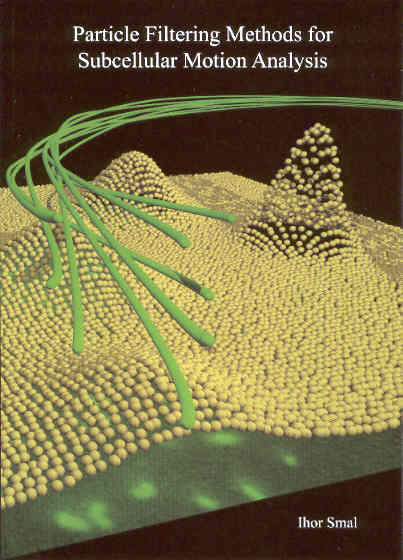 Particle Filtering Methods for
Subcellular Motion Analysis
Ihor Smal